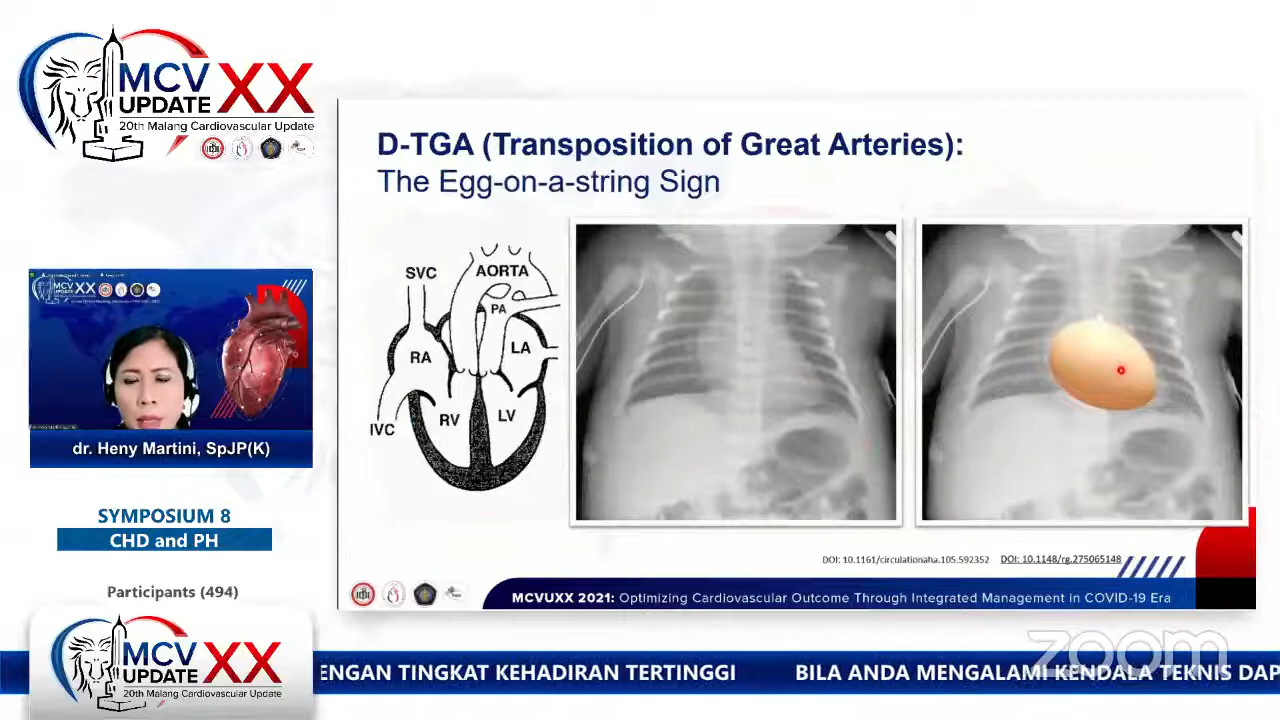 MCV XX
UPDATE
20th Malang Cardiovascular Update
D-TGA (Transposition of Great Arteries):
The Egg-on-a-string Sign
SVC
AORTA
PA
RA
LA
RV
LV
IVC
MCV XX
UPDATE
dr. Heny Martini, SpJP(K)
SYMPOSIUM 8
CHD and PH
Participants (494)
DOI: 10.1161/circulationaha.105.592352 DOI: 10.1148/rg.275065148
MCVUXX 2021: Optimizing Cardiovascular Outcome Through Integrated Management in COVID-19 Era
zoom
MCV XX
UPDATE
20th Malang Cardiovascular Update
ENGAN TINGKAT KEHADIRAN TERTINGGI BILA ANDA MENGALAMI KENDALA TEKNIS DAP